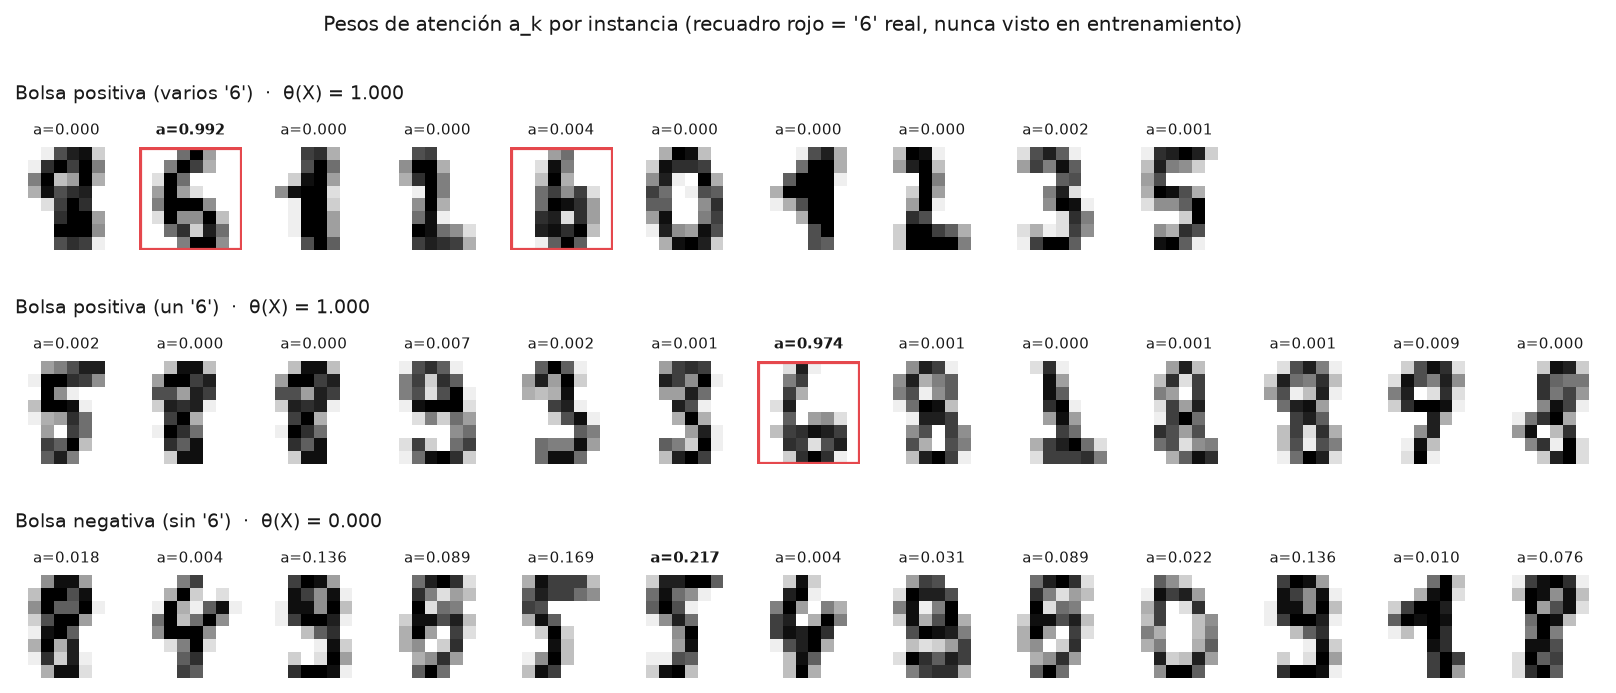 Pesos de atención a_k por instancia (recuadro rojo = '6' real, nunca visto en entrenamiento)
Bolsa positiva (varios '6') · θ(X) = 1.000
a=0.000 a=0.992 a=0.000 a=0.000 a=0.004 a=0.000 a=0.000 a=0.000 a=0.002 a=0.001
Bolsa positiva (un '6') · θ(X) = 1.000
a=0.002 a=0.000 a=0.000 a=0.007 a=0.002 a=0.001 a=0.974 a=0.001 a=0.000 a=0.001 a=0.001 a=0.009 a=0.000
Bolsa negativa (sin '6') · θ(X) = 0.000
a=0.018 a=0.004 a=0.136 a=0.089 a=0.169 a=0.217 a=0.004 a=0.031 a=0.089 a=0.022 a=0.136 a=0.010 a=0.076